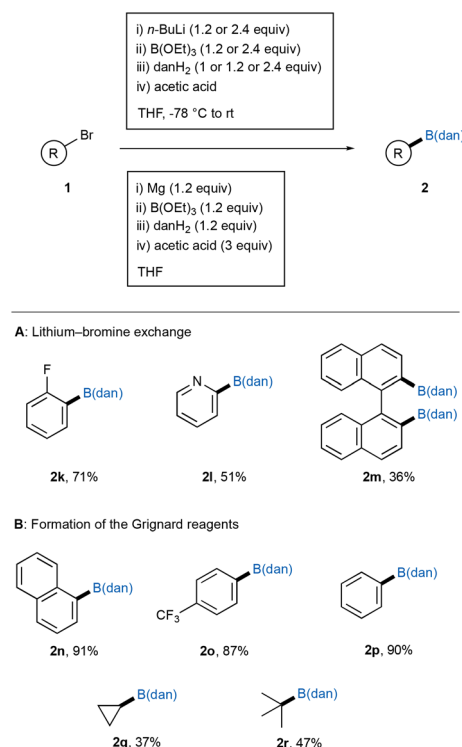 i) n-BuLi (1.2 or 2.4 equiv)
ii) B(OEt)3 (1.2 or 2.4 equiv)
iii) danH2 (1 or 1.2 or 2.4 equiv)
iv) acetic acid
THF, -78 °C to rt
R Br
R B(dan)
1
2
i) Mg (1.2 equiv)
ii) B(OEt)3 (1.2 equiv)
iii) danH2 (1.2 equiv)
iv) acetic acid (3 equiv)
THF
A: Lithium–bromine exchange
F
B(dan)
N
B(dan)
B(dan)
B(dan)
2k, 71%
2l, 51%
2m, 36%
B: Formation of the Grignard reagents
B(dan)
B(dan)
CF3
B(dan)
2n, 91%
2o, 87%
2p, 90%
B(dan)
B(dan)
2q, 37%
2r, 47%